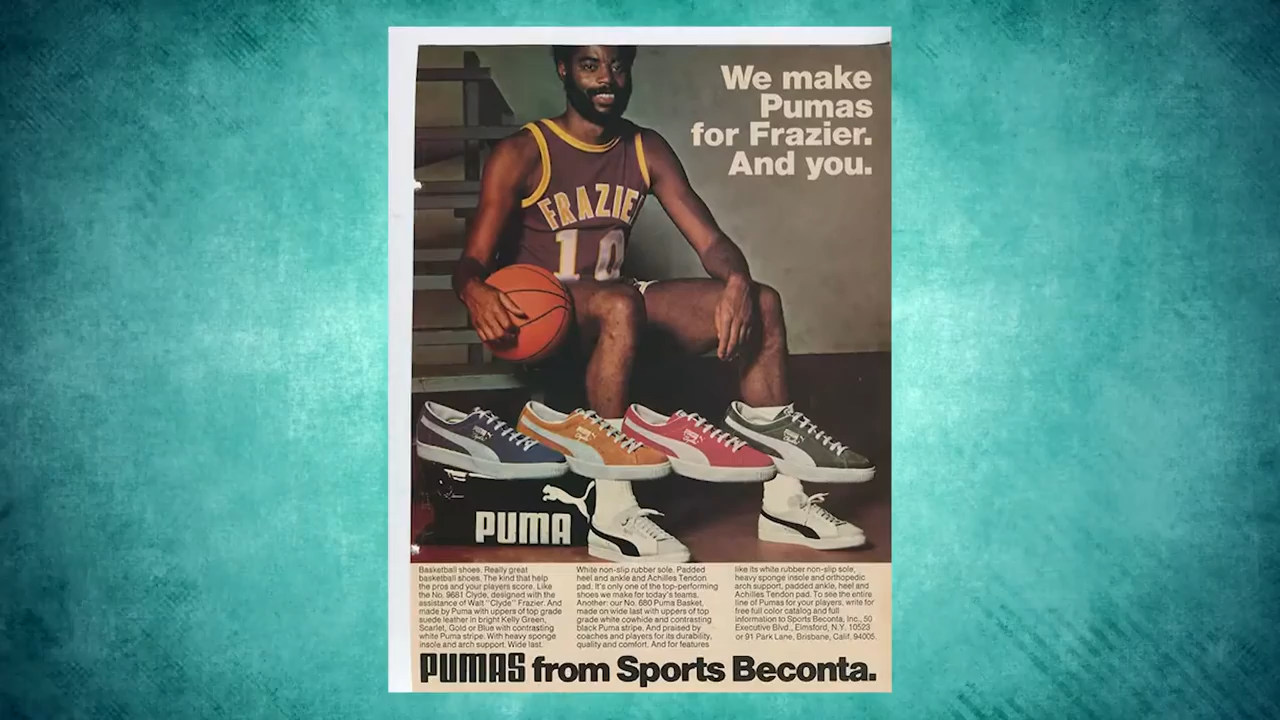 We make
Pumas
for Frazier.
And you.
FRAZIE
10
PUMA
Basketball shoes. Really great
basketball shoes. The kind that help
the pros and your players score. Like
the No. 9681 Clyde, designed with the
assistance of Walt "Clyde" Frazier. And
made by Puma with uppers of top grade
suede leather in bright Kelly Green,
Scarlet, Gold or Blue with contrasting
white Puma stripe. With heavy sponge
insole and arch support. Wide last.
White non-slip rubber sole. Padded
heel and ankle and Achilles Tendon
pad. It's only one of the top-performing
shoes we make for today's teams.
Another: our No. 680 Puma Basket,
made on wide last with uppers of top
grade white cowhide and contrasting
black Puma stripe. And praised by
coaches and players for its durability,
quality and comfort. And for features
like its white rubber non-slip sole,
heavy sponge insole and orthopedic
arch support, padded ankle, heel and
Achilles Tendon pad. To see the entire
line of Pumas for your players, write for
free full color catalog and full
information to Sports Beconta, Inc., 50
Executive Blvd., Elmsford, N.Y. 10523
or 91 Park Lane, Brisbane, Calif. 94005.
PUMAS from Sports Beconta.